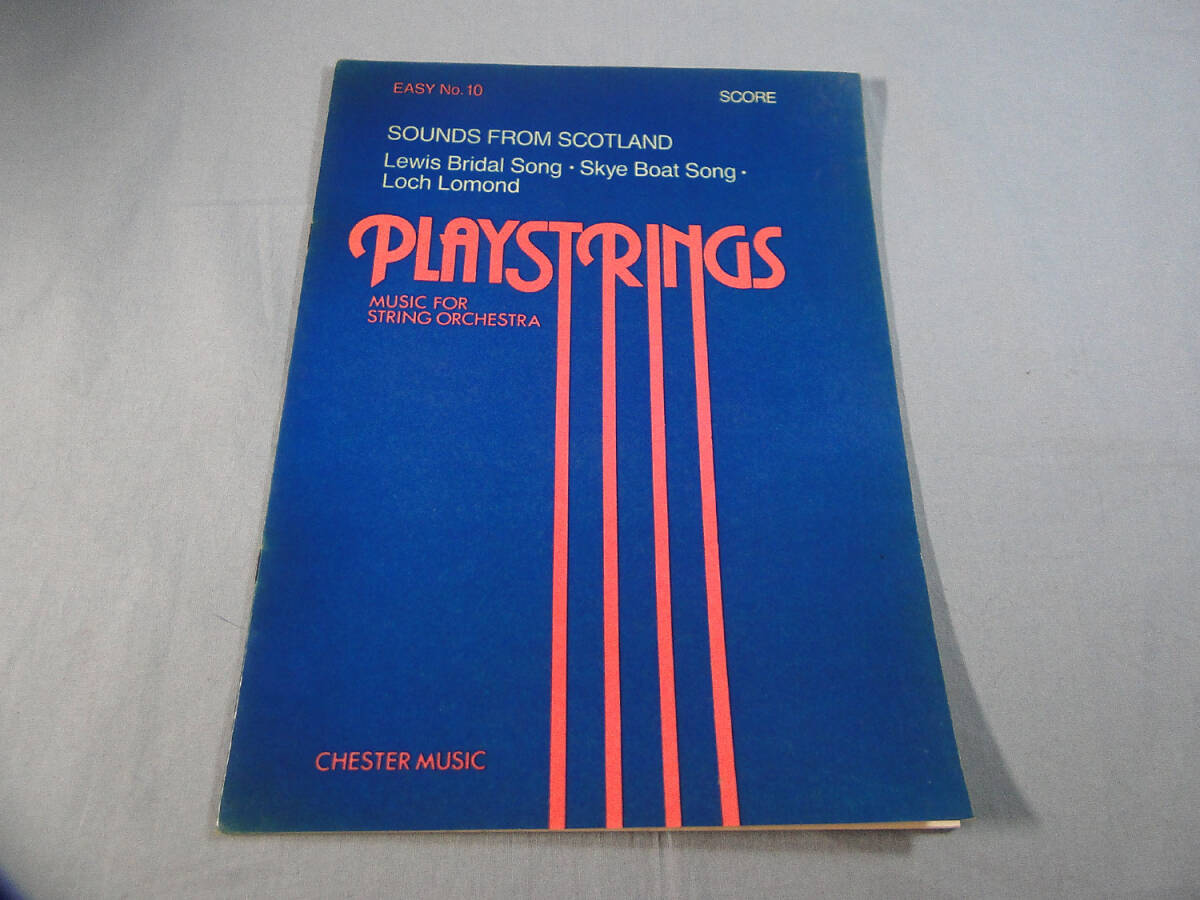 EASY No. 10
SCORE
SOUNDS FROM SCOTLAND
Lewis Bridal Song · Skye Boat Song ·
Loch Lomond
PLAYSTRINGS
MUSIC FOR
STRING ORCHESTRA
CHESTER MUSIC